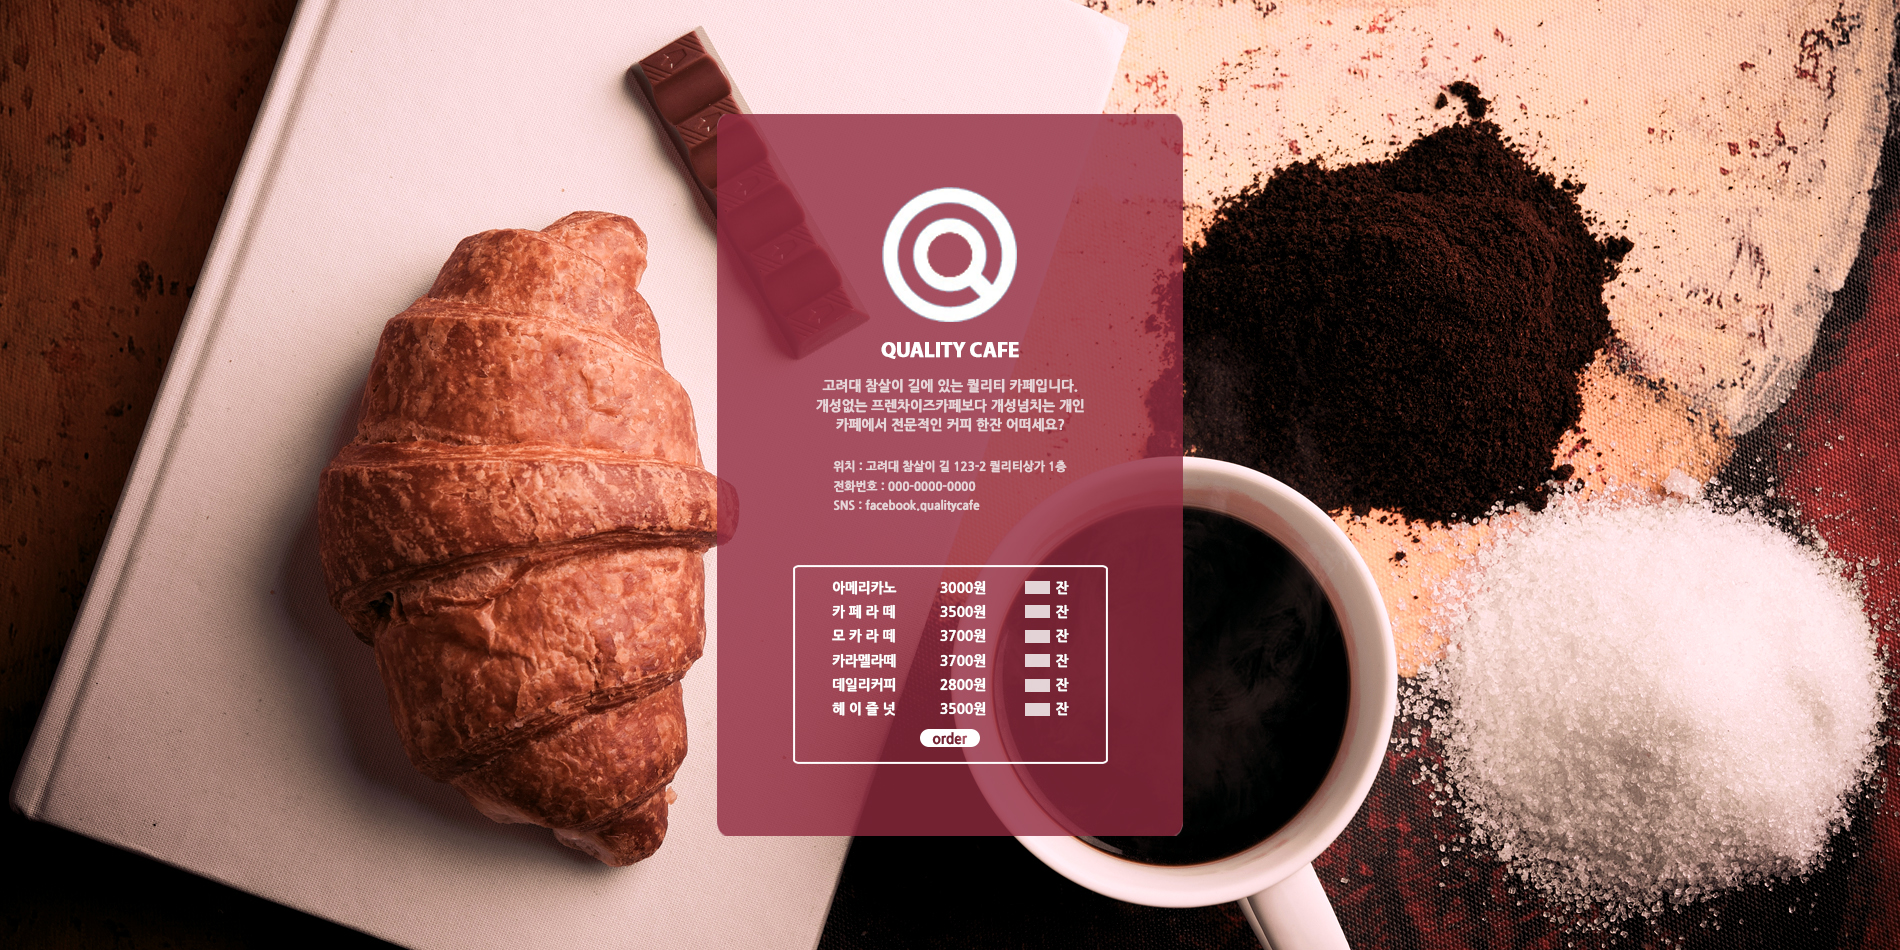 QUALITY CAFE
고려대 참살이 길에 있는 퀄리티 카페입니다.
개성없는 프렌차이즈카페보다 개성넘치는 개인
카페에서 전문적인 커피 한잔 어떠세요?
위치 : 고려대 참살이 길 123-2 퀄리티상가 1층
전화번호 : 000-0000-0000
SNS : facebook.qualitycafe
아메리카노 3000원 잔
카 페 라 떼 3500원 잔
모 카 라 떼 3700원 잔
카라멜라떼 3700원 잔
데일리커피 2800원 잔
헤 이 즐 넛 3500원 잔
order